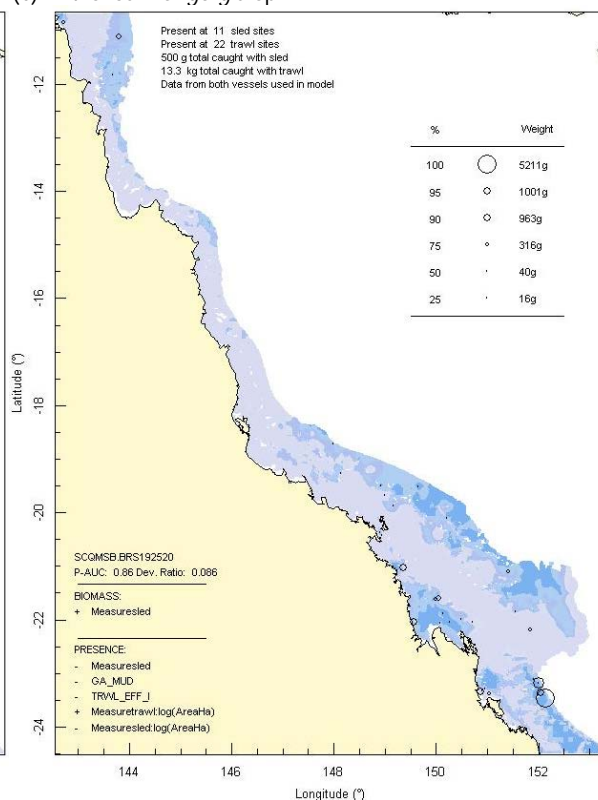 Present at 11 sled sites
Present at 22 trawl sites
500 g total caught with sled
13.3 kg total caught with trawl
Data from both vessels used in model
% Weight
100 5211g
95 1001g
90 963g
75 316g
50 40g
25 16g
-12
-14
-16
-18
-20
-22
-24
Latitude (°)
SCQMSB.BRS192520
P-AUC: 0.86 Dev. Ratio: 0.086
BIOMASS:
+ Measuresled
PRESENCE:
- Measuresled
- GA_MUD
- TRWL_EFF_I
+ Measuretrawl:log(AreaHa)
- Measuresled:log(AreaHa)
144 146 148 150 152
Longitude (°)